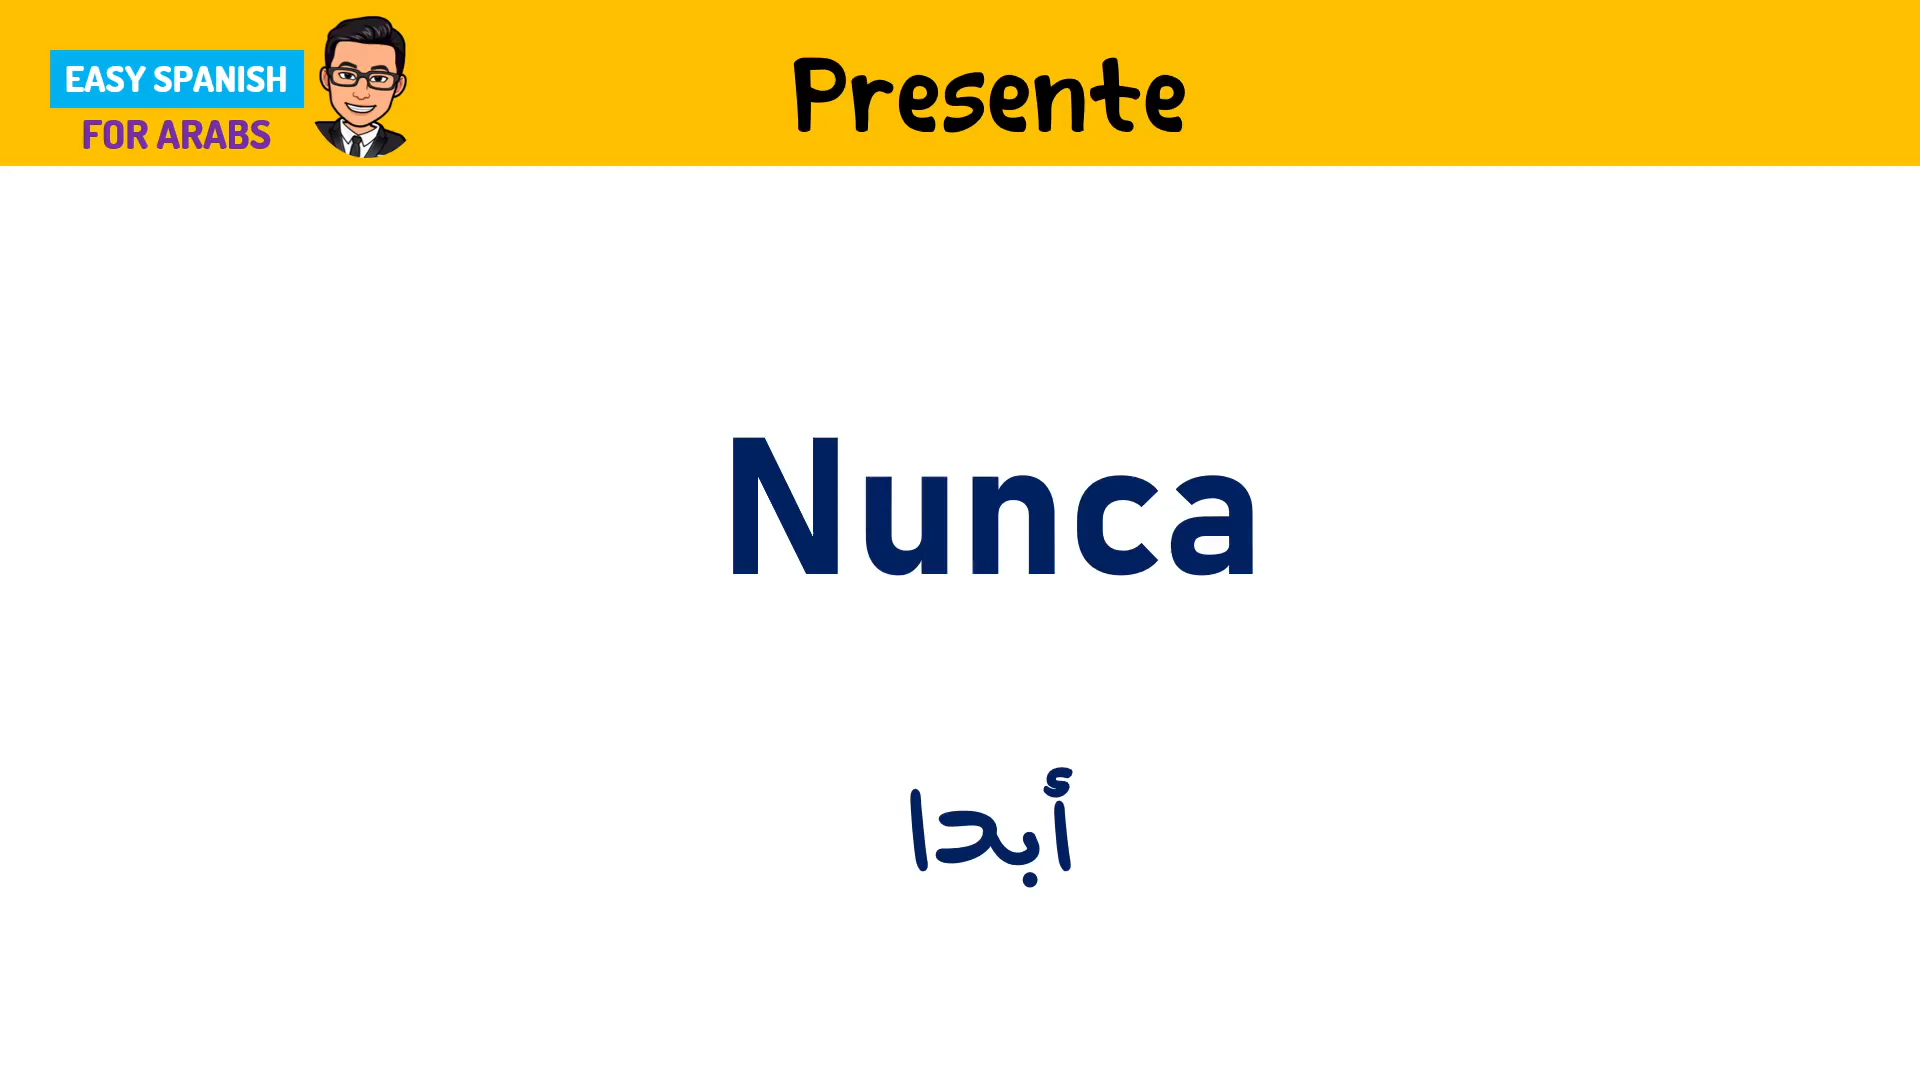 EASY SPANISH
FOR ARABS
Presente
Nunca
أبدا